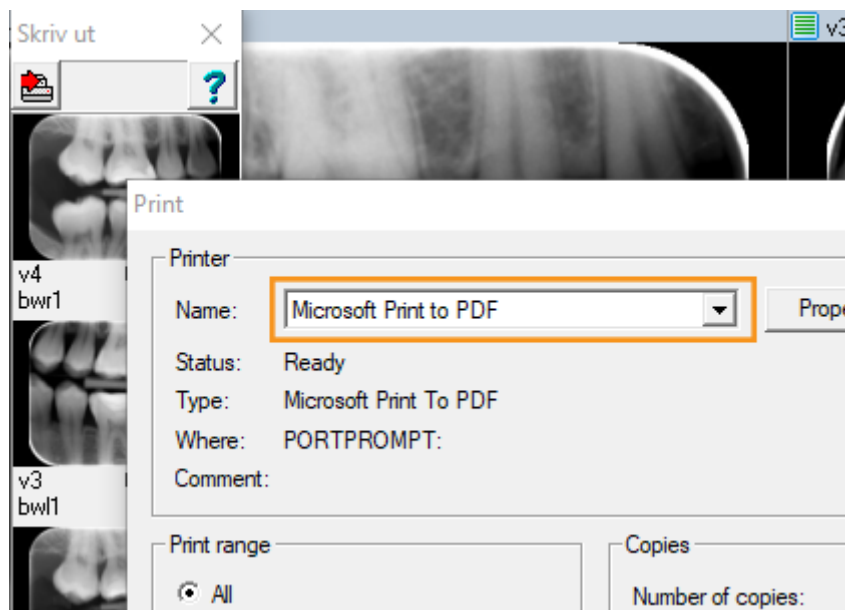 Skriv ut
?
v4
bwr1
v3
bwl1
Print
Printer
Name: Microsoft Print to PDF
Status: Ready
Type: Microsoft Print To PDF
Where: PORTPROMPT:
Comment:
Print range
All
Copies
Number of copies: